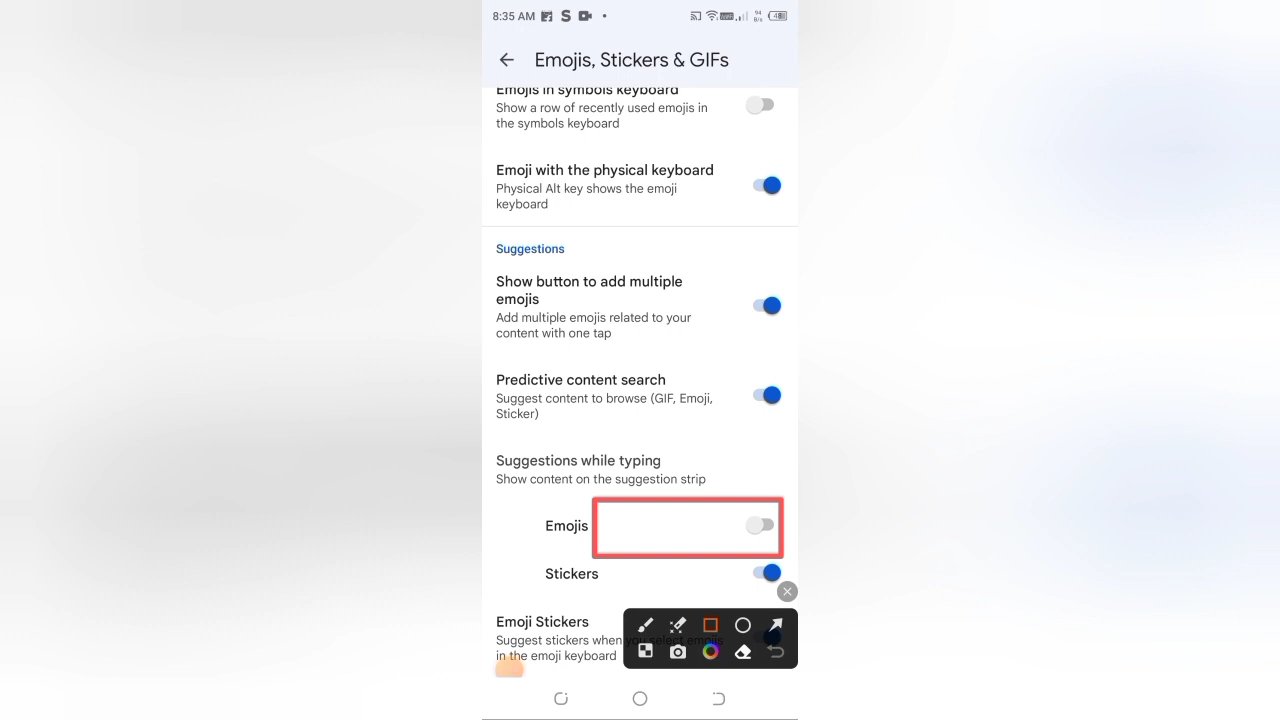 8:35 AM
Emojis, Stickers & GIFs
Emojis in symbols keyboard
Show a row of recently used emojis in
the symbols keyboard
Emoji with the physical keyboard
Physical Alt key shows the emoji
keyboard
Suggestions
Show button to add multiple
emojis
Add multiple emojis related to your
content with one tap
Predictive content search
Suggest content to browse (GIF, Emoji,
Sticker)
Suggestions while typing
Show content on the suggestion strip
Emojis
Stickers
Emoji Stickers
Suggest stickers when you select emojis
in the emoji keyboard